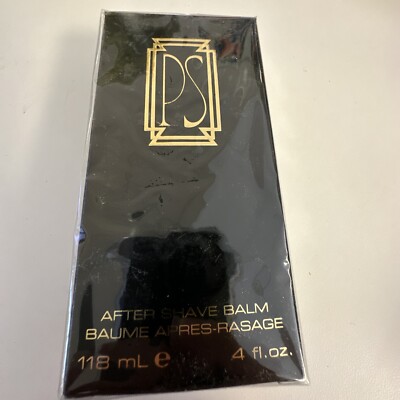 PS
AFTER SHAVE BALM
BAUME APRES-RASAGE
118 mL e 4 fl.oz.